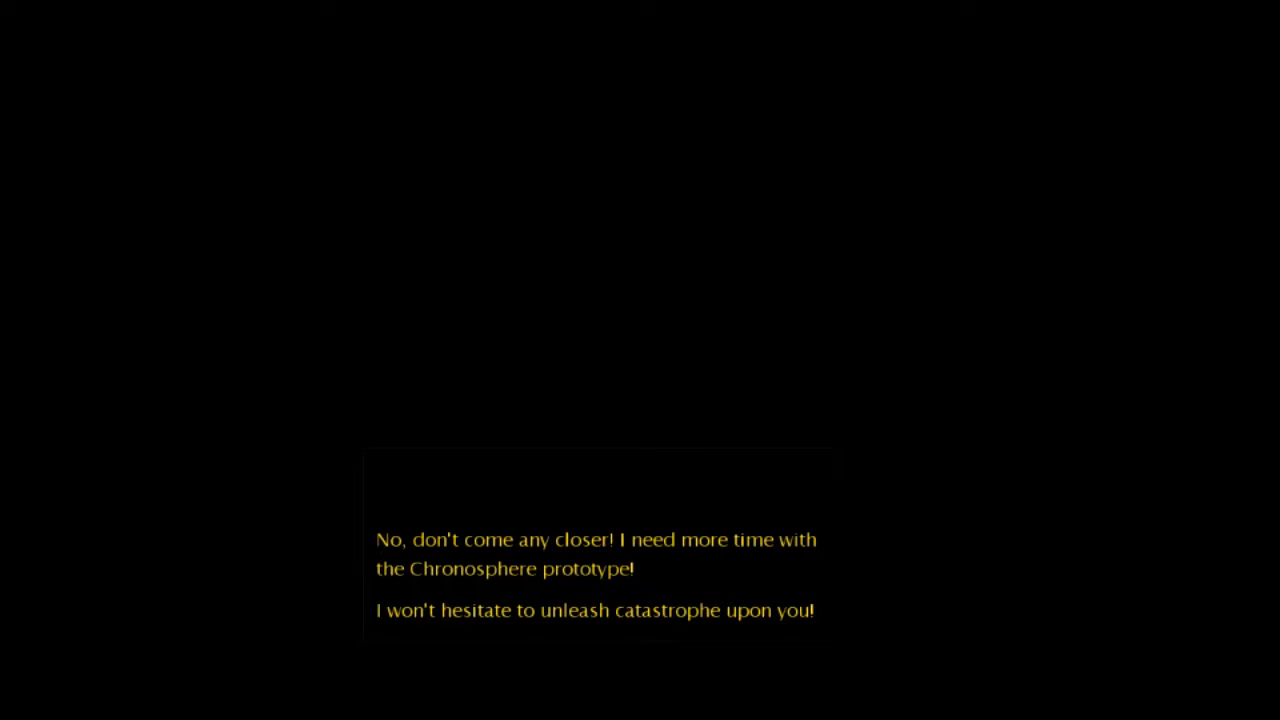 No, don't come any closer! I need more time with
the Chronosphere prototype!
I won't hesitate to unleash catastrophe upon you!